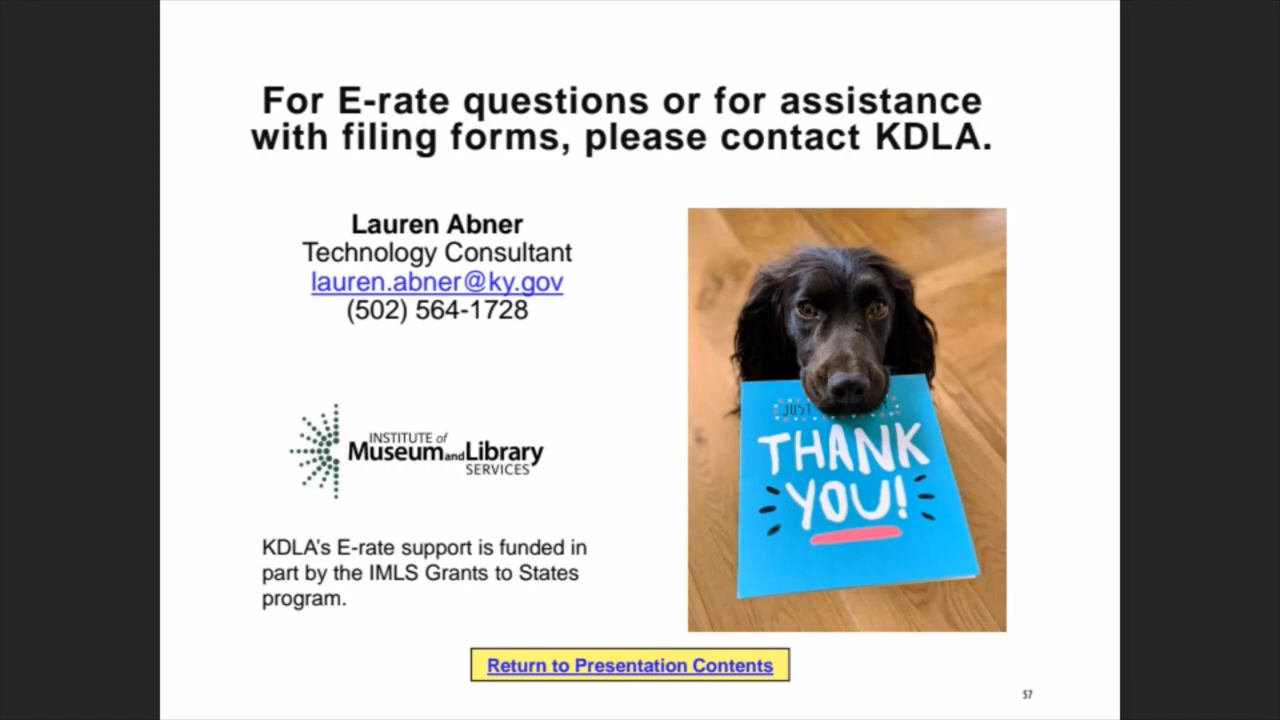 For E-rate questions or for assistance
with filing forms, please contact KDLA.
Lauren Abner
Technology Consultant
lauren.abner@ky.gov
(502) 564-1728
INSTITUTE of
Museum and Library
SERVICES
KDLA's E-rate support is funded in
part by the IMLS Grants to States
program.
JUST
THANK
YOU!
Return to Presentation Contents
57